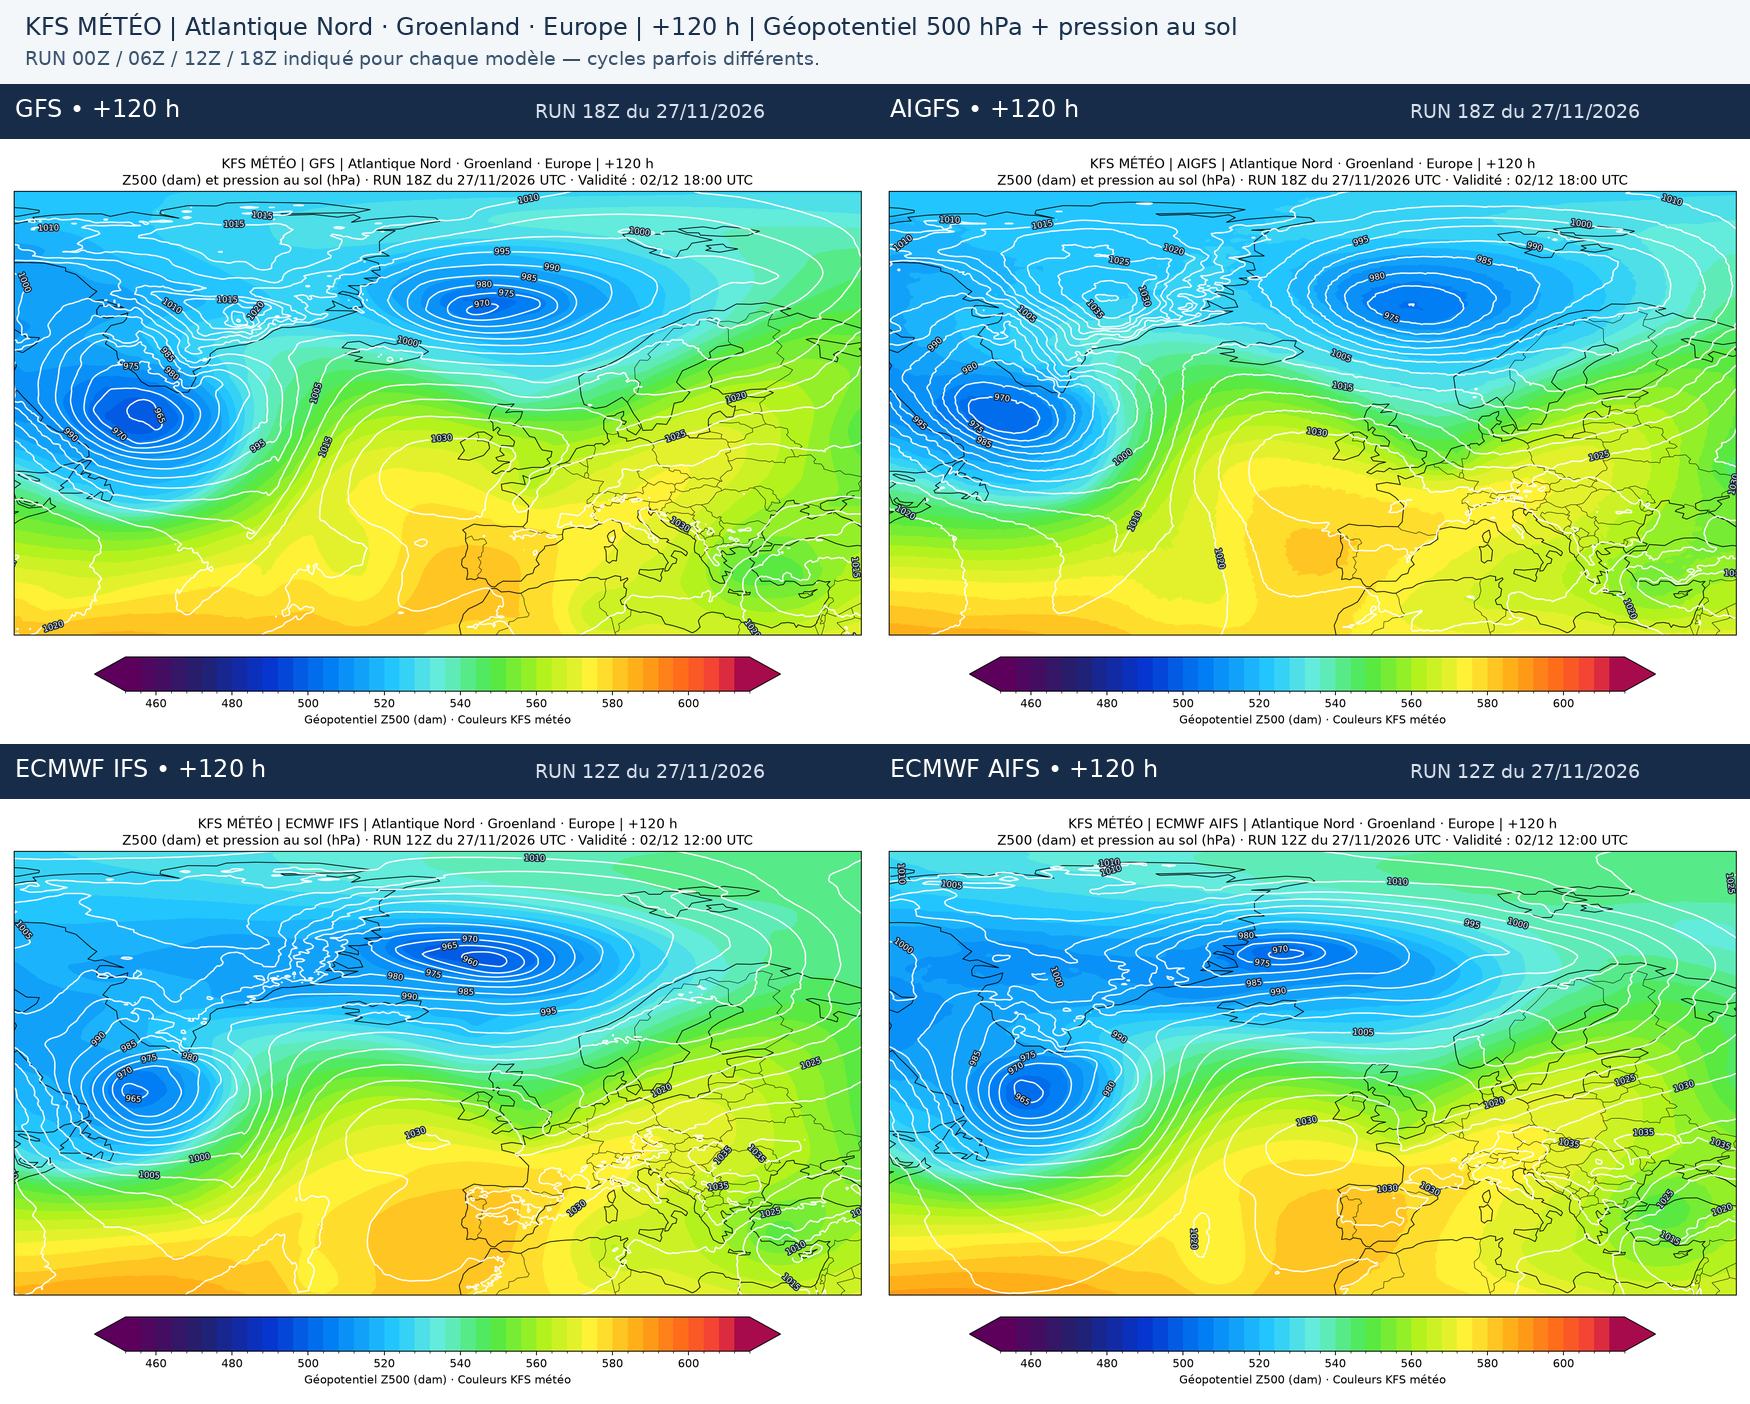 KFS MÉTÉO | Atlantique Nord · Groenland · Europe | +120 h | Géopotentiel 500 hPa + pression au sol
RUN 00Z / 06Z / 12Z / 18Z indiqué pour chaque modèle — cycles parfois différents.
GFS • +120 h
RUN 18Z du 27/11/2026
AIGFS • +120 h
RUN 18Z du 27/11/2026
KFS MÉTÉO | GFS | Atlantique Nord · Groenland · Europe | +120 h
Z500 (dam) et pression au sol (hPa) · RUN 18Z du 27/11/2026 UTC · Validité : 02/12 18:00 UTC
KFS MÉTÉO | AIGFS | Atlantique Nord · Groenland · Europe | +120 h
Z500 (dam) et pression au sol (hPa) · RUN 18Z du 27/11/2026 UTC · Validité : 02/12 18:00 UTC
460 480 500 520 540 560 580 600
Géopotentiel Z500 (dam) · Couleurs KFS météo
460 480 500 520 540 560 580 600
Géopotentiel Z500 (dam) · Couleurs KFS météo
ECMWF IFS • +120 h
RUN 12Z du 27/11/2026
ECMWF AIFS • +120 h
RUN 12Z du 27/11/2026
KFS MÉTÉO | ECMWF IFS | Atlantique Nord · Groenland · Europe | +120 h
Z500 (dam) et pression au sol (hPa) · RUN 12Z du 27/11/2026 UTC · Validité : 02/12 12:00 UTC
KFS MÉTÉO | ECMWF AIFS | Atlantique Nord · Groenland · Europe | +120 h
Z500 (dam) et pression au sol (hPa) · RUN 12Z du 27/11/2026 UTC · Validité : 02/12 12:00 UTC
460 480 500 520 540 560 580 600
Géopotentiel Z500 (dam) · Couleurs KFS météo
460 480 500 520 540 560 580 600
Géopotentiel Z500 (dam) · Couleurs KFS météo